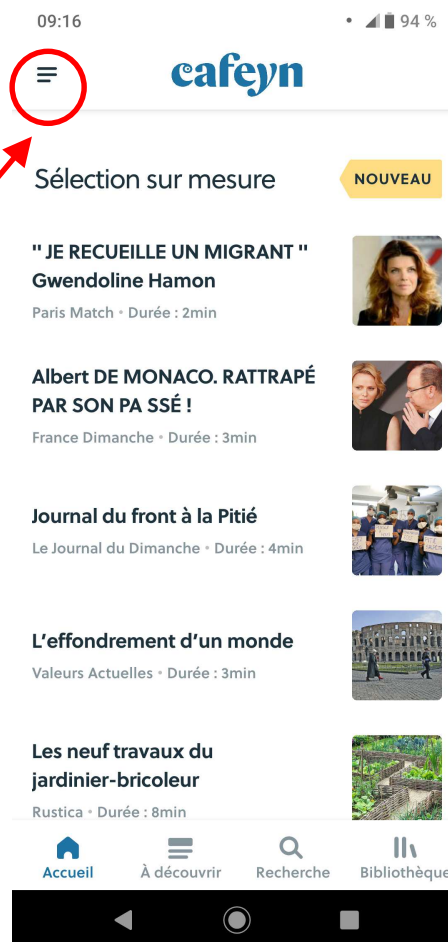 09:16
94 %
cafeyn
Sélection sur mesure
NOUVEAU
" JE RECUEILLE UN MIGRANT "
Gwendoline Hamon
Paris Match • Durée : 2min
Albert DE MONACO. RATTRAPÉ
PAR SON PA SSÉ !
France Dimanche • Durée : 3min
Journal du front à la Pitié
Le Journal du Dimanche • Durée : 4min
L'effondrement d'un monde
Valeurs Actuelles • Durée : 3min
Les neuf travaux du
jardinier-bricoleur
Rustica • Durée : 8min
Accueil
À découvrir
Recherche
Bibliothèque